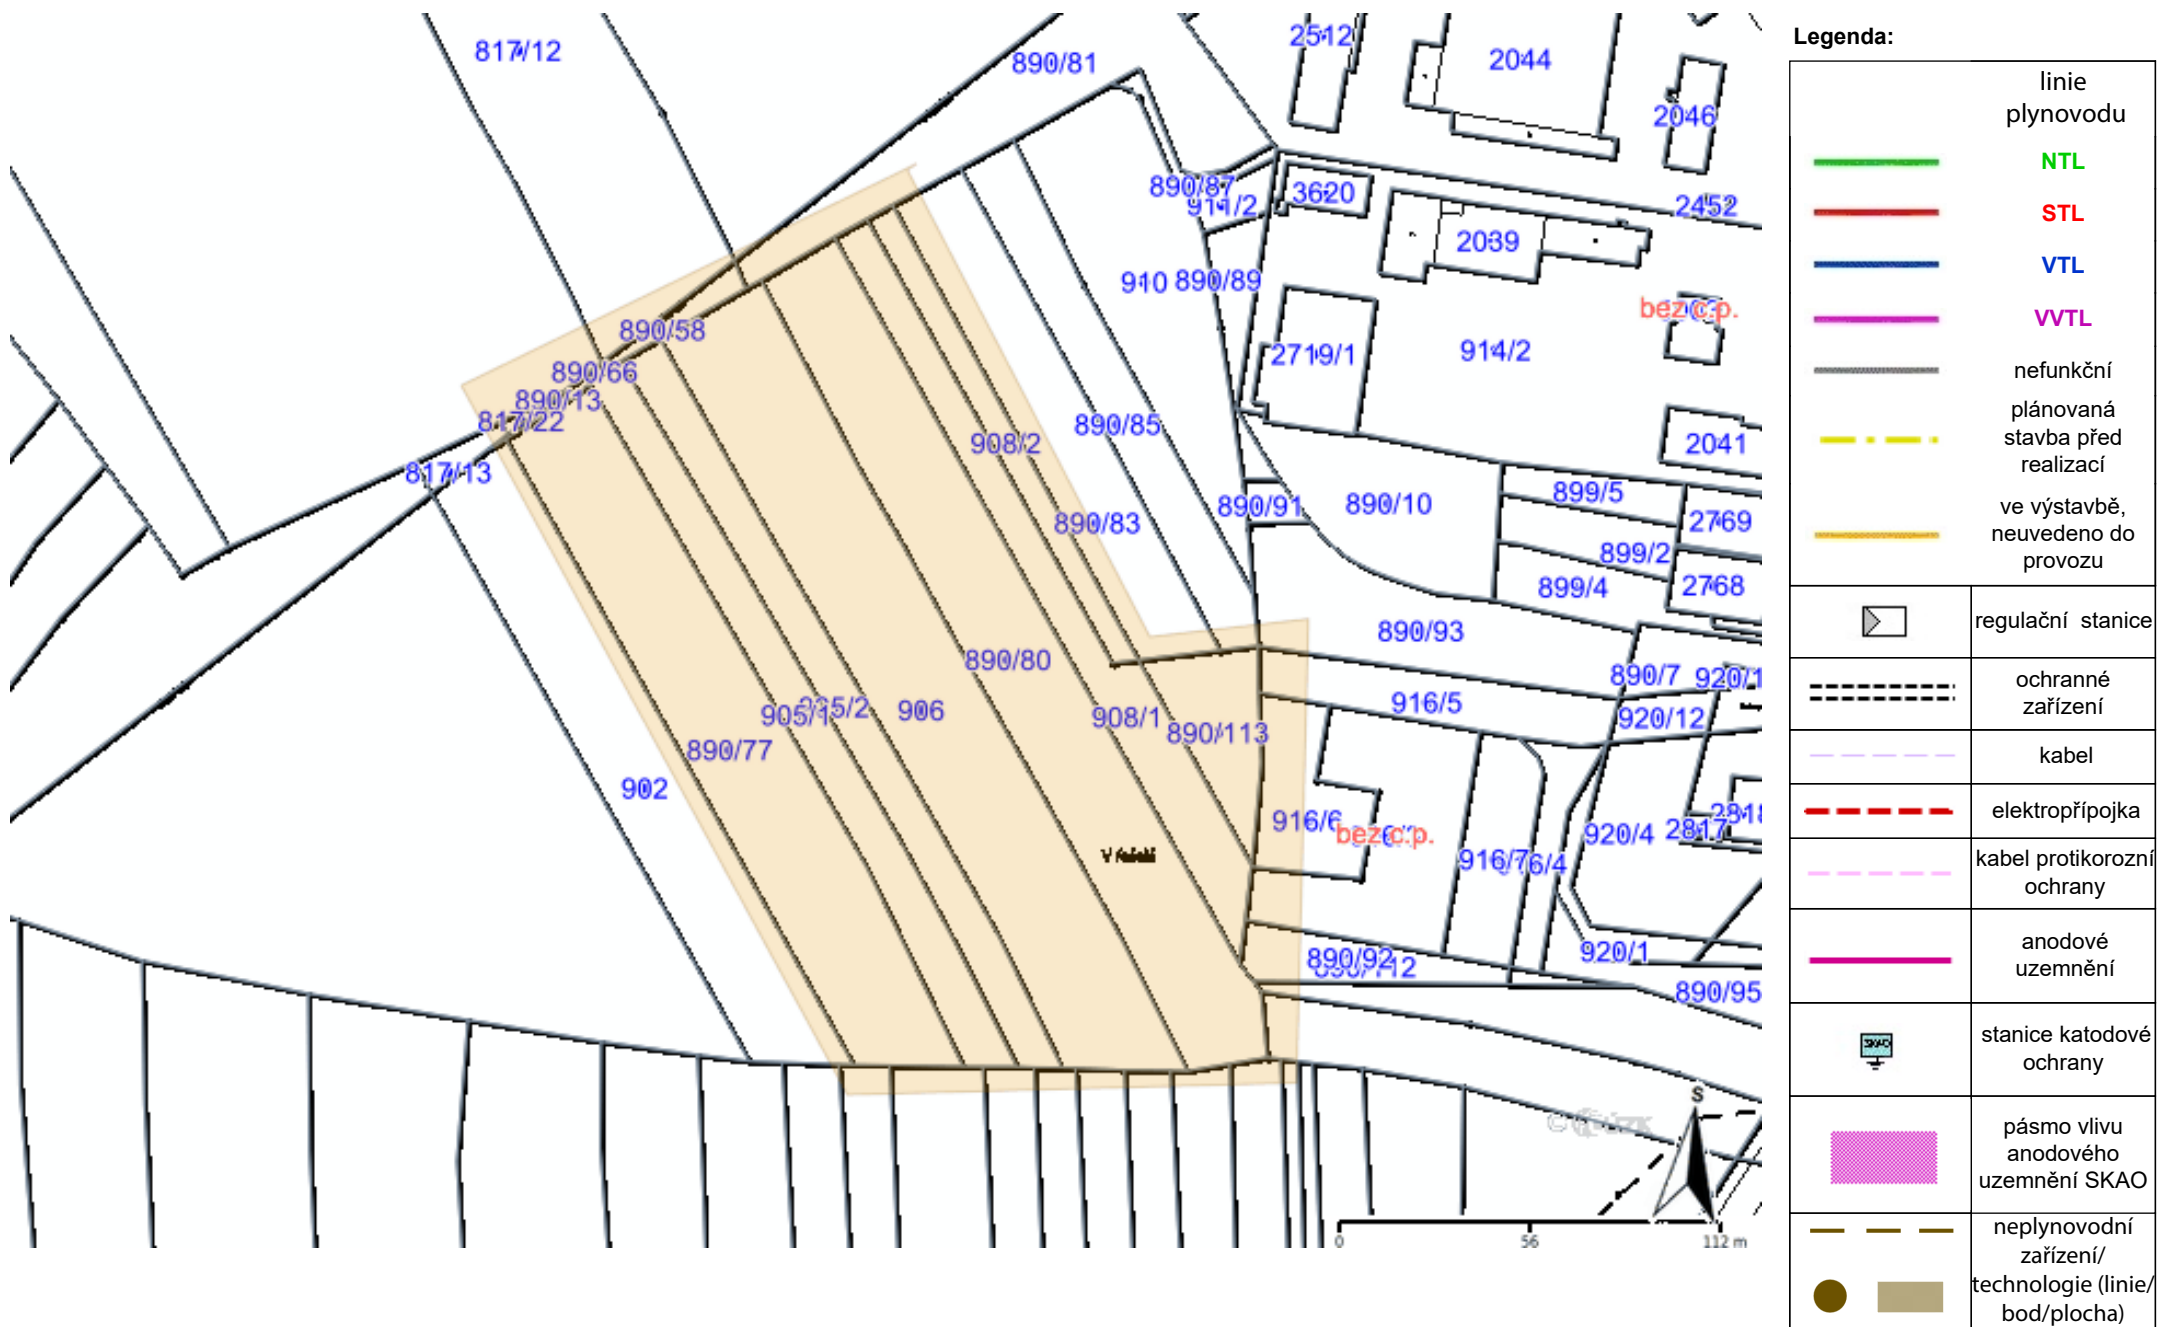 817/12
890/81
2512
2044
2046
890/87
911/2
3620
2452
2039
910
890/89
bez č.p.
890/58
2719/1
914/2
890/66
890/13
817/22
890/85
908/2
2041
817/13
899/5
890/10
890/91
2769
890/83
899/2
899/4
2768
890/93
890/80
890/7
916/5
920/12
905/1
906
908/1
890/113
890/77
902
916/6
bez č.p.
920/4
2817
916/7
920/1
890/92
890/95
S
0
56
112 m
Legenda:
linie
plynovodu
NTL
STL
VTL
VVTL
nefunkční
plánovaná
stavba před
realizací
ve výstavbě,
neuvedeno do
provozu
regulační stanice
ochranné
zařízení
kabel
elektropřípojka
kabel protikorozní
ochrany
anodové
uzemnění
SKAO
stanice katodové
ochrany
pásmo vlivu
anodového
uzemnění SKAO
neplynovodní
zařízení/
technologie (linie/
bod/plocha)